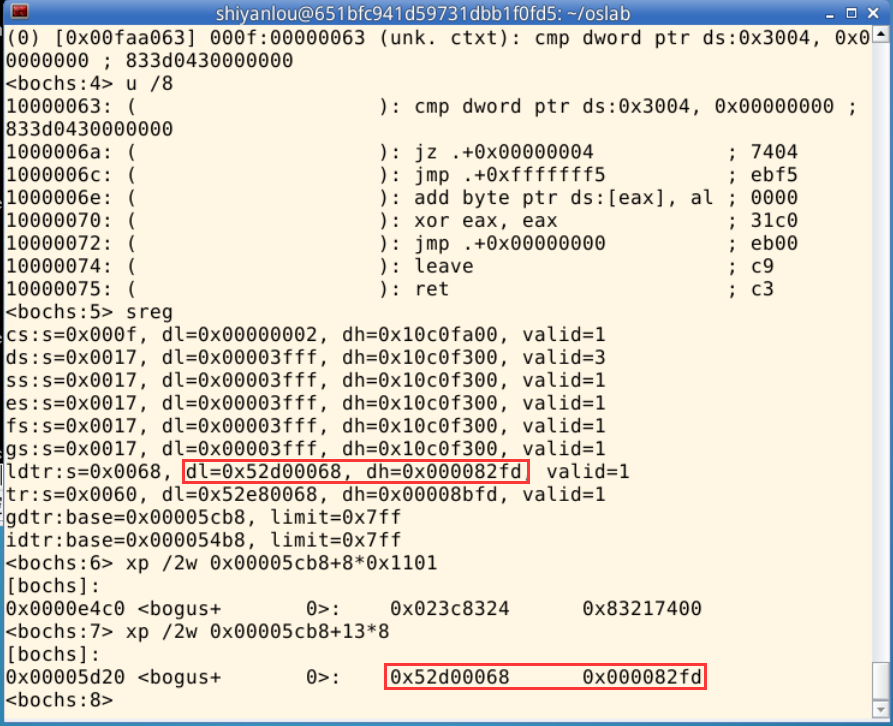 shiyanlou@651bfc941d59731dbb1f0fd5: ~/oslab
(0) [0x00faa063] 000f:00000063 (unk. ctxt): cmp dword ptr ds:0x3004, 0x0
0000000 ; 833d0430000000
<bochs:4> u /8
10000063: (                    ): cmp dword ptr ds:0x3004, 0x00000000 ;
833d0430000000
1000006a: (                    ): jz .+0x00000004           ; 7404
1000006c: (                    ): jmp .+0xfffffff5          ; ebf5
1000006e: (                    ): add byte ptr ds:[eax], al ; 0000
10000070: (                    ): xor eax, eax              ; 31c0
10000072: (                    ): jmp .+0x00000000          ; eb00
10000074: (                    ): leave                     ; c9
10000075: (                    ): ret                       ; c3
<bochs:5> sreg
cs:s=0x000f, dl=0x00000002, dh=0x10c0fa00, valid=1
ds:s=0x0017, dl=0x00003fff, dh=0x10c0f300, valid=3
ss:s=0x0017, dl=0x00003fff, dh=0x10c0f300, valid=1
es:s=0x0017, dl=0x00003fff, dh=0x10c0f300, valid=1
fs:s=0x0017, dl=0x00003fff, dh=0x10c0f300, valid=1
gs:s=0x0017, dl=0x00003fff, dh=0x10c0f300, valid=1
ldtr:s=0x0068, dl=0x52d00068, dh=0x000082fd, valid=1
tr:s=0x0060, dl=0x52e80068, dh=0x00008bfd, valid=1
gdtr:base=0x00005cb8, limit=0x7ff
idtr:base=0x000054b8, limit=0x7ff
<bochs:6> xp /2w 0x00005cb8+8*0x1101
[bochs]:
0x0000e4c0 <bogus+       0>:    0x023c8324      0x83217400
<bochs:7> xp /2w 0x00005cb8+13*8
[bochs]:
0x00005d20 <bogus+       0>:    0x52d00068      0x000082fd
<bochs:8>